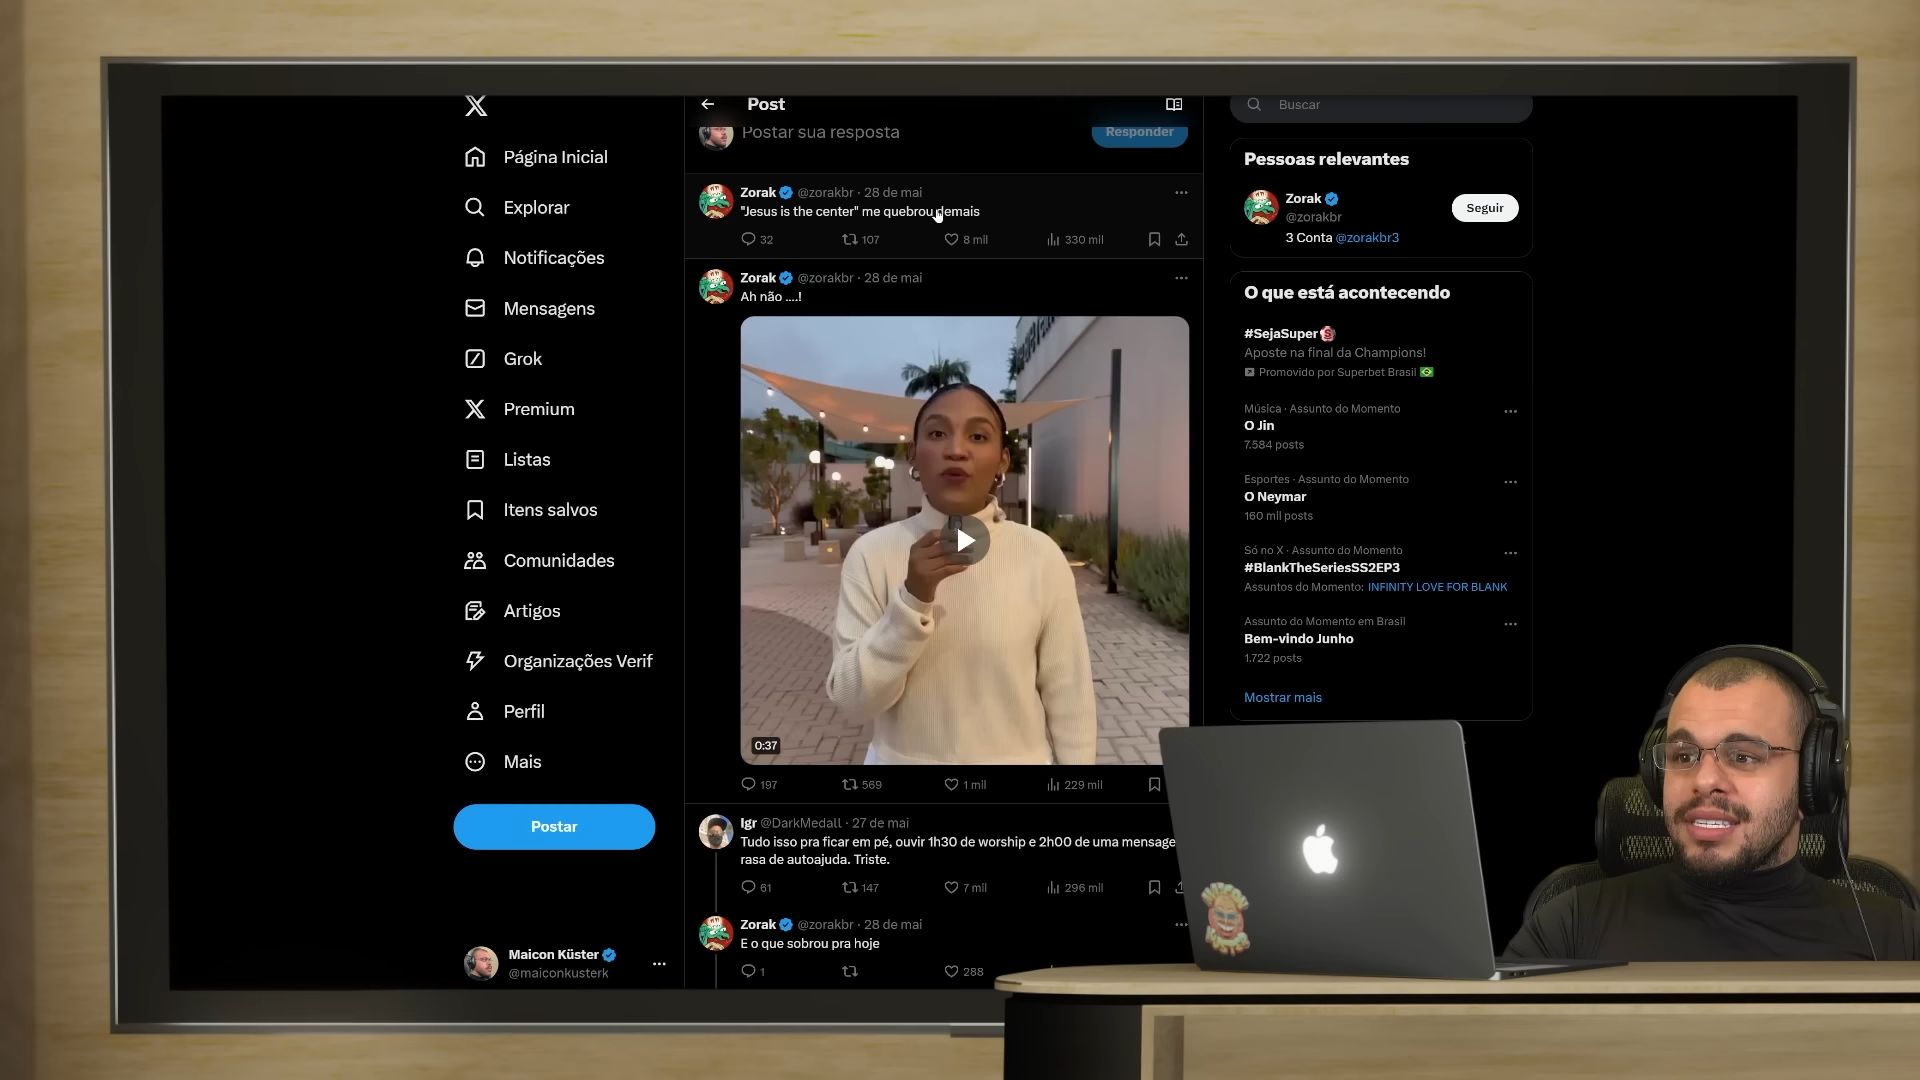 Post
Buscar
Postar sua resposta
Responder
Página Inicial
Explorar
Notificações
Mensagens
Grok
Premium
Listas
Itens salvos
Comunidades
Artigos
Organizações Verif
Perfil
Mais
Postar
Maicon Küster
@maiconkusterk
Zorak @zorakbr · 28 de mai
"Jesus is the center" me quebrou demais
32 107 8 mil 330 mil
Zorak @zorakbr · 28 de mai
Ah não ....!
0:37
197 569 1 mil 229 mil
Igr @DarkMedall · 27 de mai
Tudo isso pra ficar em pé, ouvir 1h30 de worship e 2h00 de uma mensage
rasa de autoajuda. Triste.
61 147 7 mil 296 mil
Zorak @zorakbr · 28 de mai
E o que sobrou pra hoje
1 288
Pessoas relevantes
Zorak
@zorakbr
Seguir
3 Conta @zorakbr3
O que está acontecendo
#SejaSuper
Aposte na final da Champions!
Promovido por Superbet Brasil
Música · Assunto do Momento
O Jin
7.584 posts
Esportes · Assunto do Momento
O Neymar
160 mil posts
Só no X · Assunto do Momento
#BlankTheSeriesSS2EP3
Assuntos do Momento: INFINITY LOVE FOR BLANK
Assunto do Momento em Brasil
Bem-vindo Junho
1.722 posts
Mostrar mais